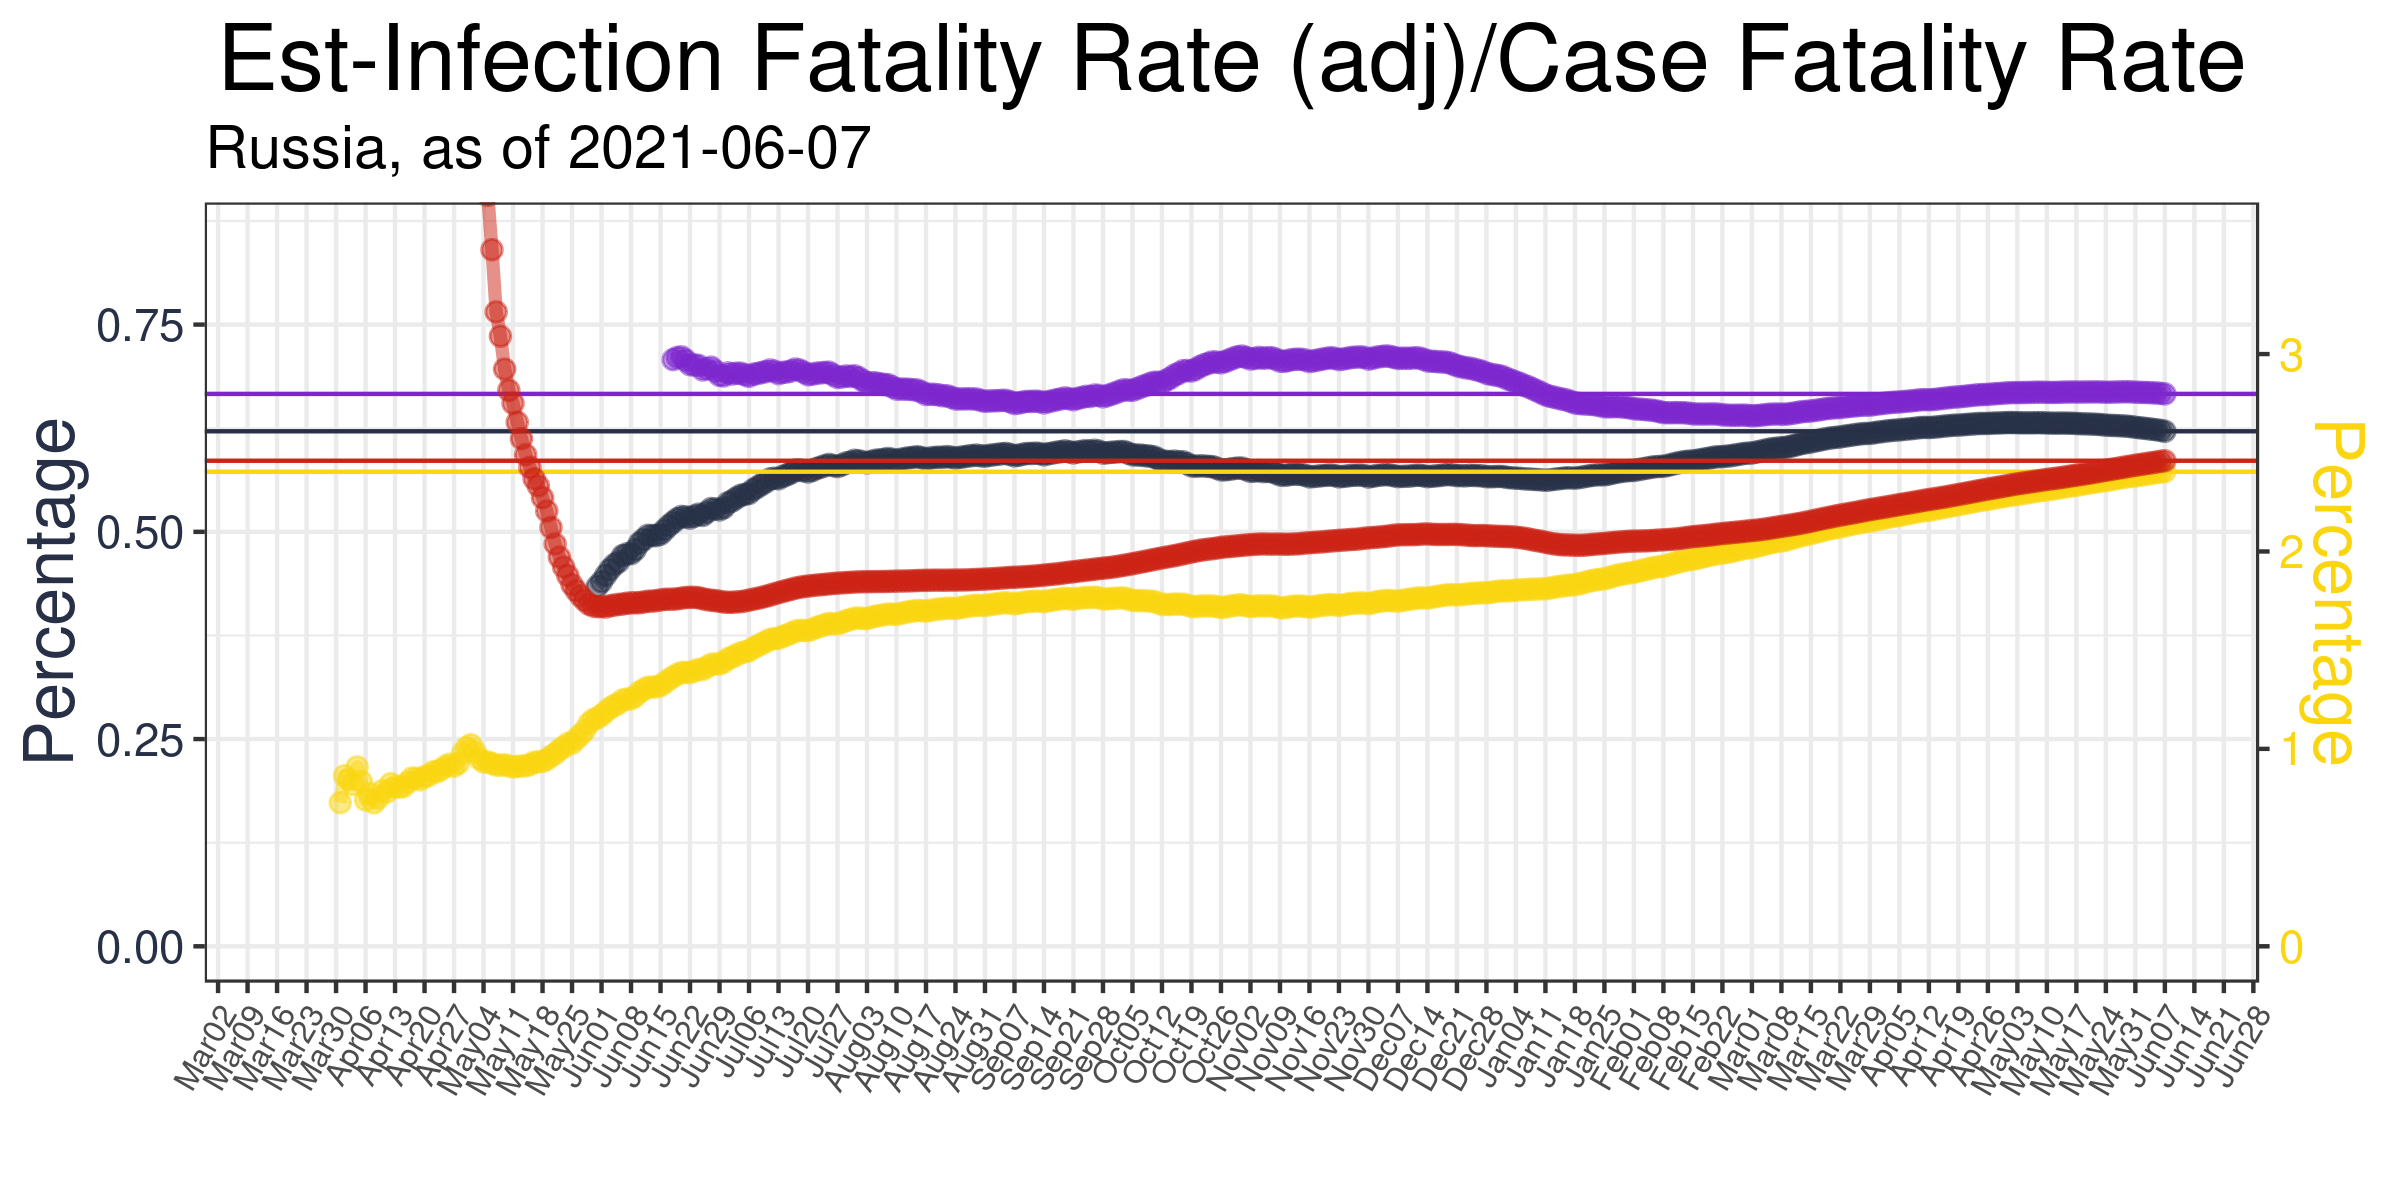 Est-Infection Fatality Rate (adj)/Case Fatality Rate
Russia, as of 2021-06-07
Percentage
0.75
0.50
0.25
0.00
3
2
1
0
Percentage
Mar02
Mar09
Mar16
Mar23
Mar30
Apr06
Apr13
Apr20
Apr27
May04
May11
May18
May25
Jun01
Jun08
Jun15
Jun22
Jun29
Jul06
Jul13
Jul20
Jul27
Aug03
Aug10
Aug17
Aug24
Aug31
Sep07
Sep14
Sep21
Sep28
Oct05
Oct12
Oct19
Oct26
Nov02
Nov09
Nov16
Nov23
Nov30
Dec07
Dec14
Dec21
Dec28
Jan04
Jan11
Jan18
Jan25
Feb01
Feb08
Feb15
Feb22
Mar01
Mar08
Mar15
Mar22
Mar29
Apr05
Apr12
Apr19
Apr26
May03
May10
May17
May24
May31
Jun07
Jun14
Jun21
Jun28